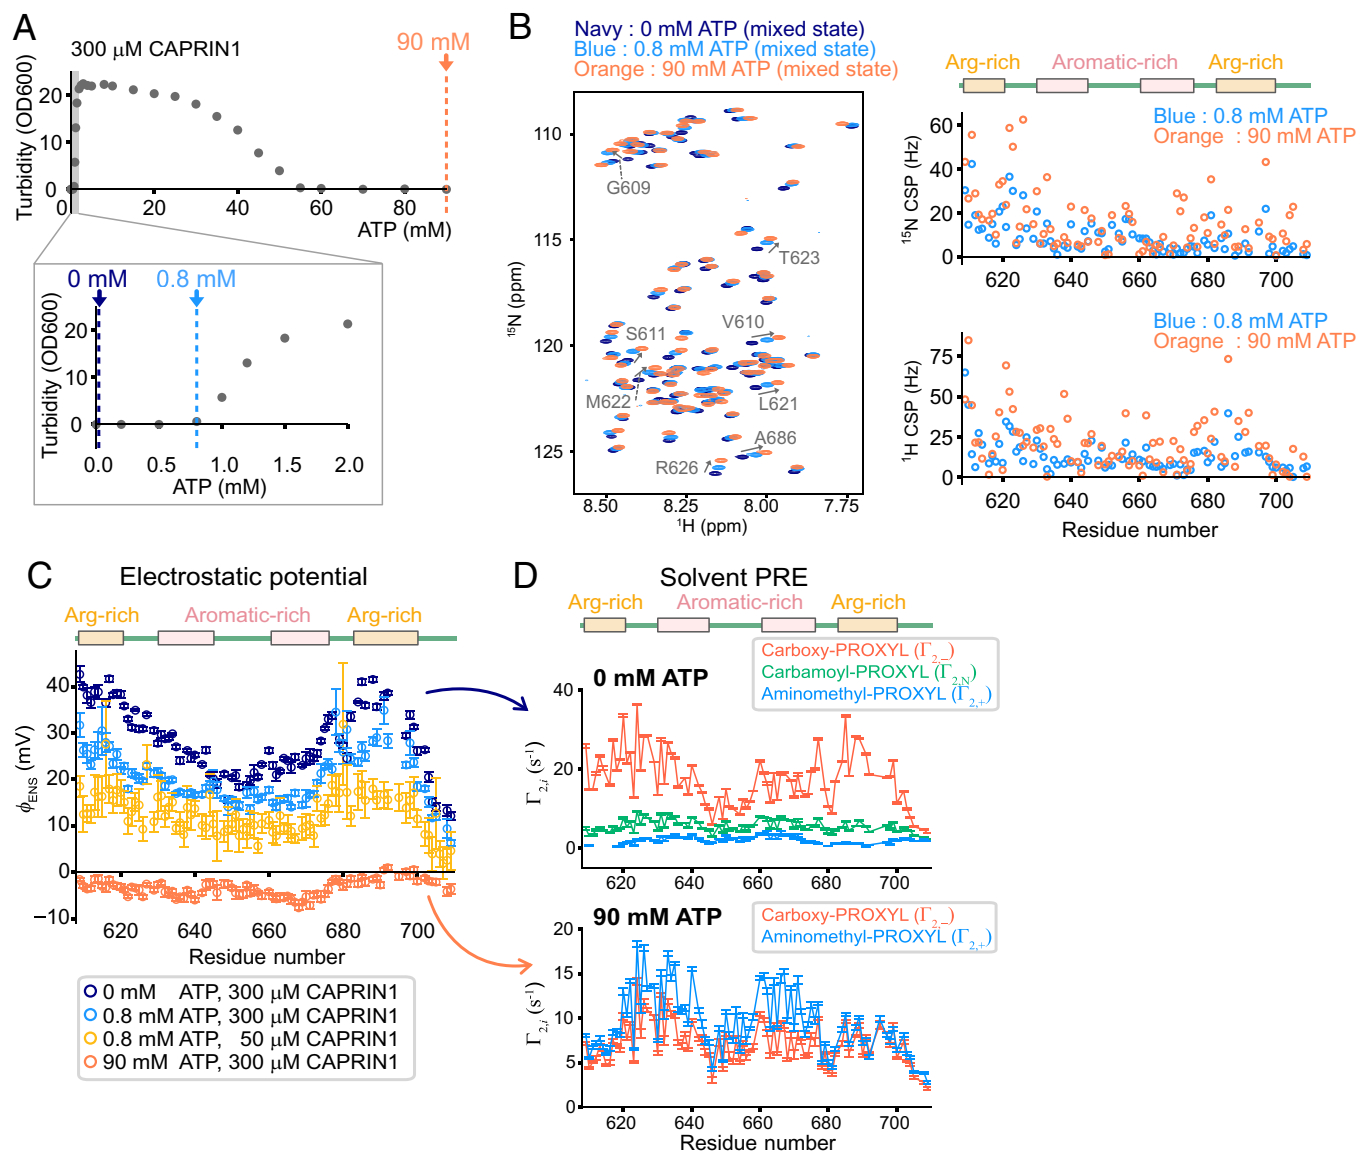 A
300 μM CAPRIN1
90 mM
Turbidity (OD600)
20
10
0
20
40
60
80
ATP (mM)
0 mM
0.8 mM
Turbidity (OD600)
20
10
0
0.0
0.5
1.0
1.5
2.0
ATP (mM)
B
Navy : 0 mM ATP (mixed state)
Blue : 0.8 mM ATP (mixed state)
Orange : 90 mM ATP (mixed state)
110
115
120
125
¹⁵N (ppm)
G609
T623
V610
S611
M622
L621
A686
R626
8.50
8.25
8.00
7.75
¹H (ppm)
Arg-rich
Aromatic-rich
Arg-rich
Blue : 0.8 mM ATP
Orange : 90 mM ATP
¹⁵N CSP (Hz)
60
40
20
0
620
640
660
680
700
Blue : 0.8 mM ATP
Oragne : 90 mM ATP
¹H CSP (Hz)
75
50
25
0
620
640
660
680
700
Residue number
C
Electrostatic potential
Arg-rich
Aromatic-rich
Arg-rich
ϕENS (mV)
40
30
20
10
0
−10
620
640
660
680
700
Residue number
0 mM ATP, 300 μM CAPRIN1
0.8 mM ATP, 300 μM CAPRIN1
0.8 mM ATP, 50 μM CAPRIN1
90 mM ATP, 300 μM CAPRIN1
D
Solvent PRE
Arg-rich
Aromatic-rich
Arg-rich
Carboxy-PROXYL (Γ2,−)
Carbamoyl-PROXYL (Γ2,N)
Aminomethyl-PROXYL (Γ2,+)
0 mM ATP
Γ2,i (s⁻¹)
40
20
0
620
640
660
680
700
90 mM ATP
Carboxy-PROXYL (Γ2,−)
Aminomethyl-PROXYL (Γ2,+)
Γ2,i (s⁻¹)
20
15
10
5
0
620
640
660
680
700
Residue number